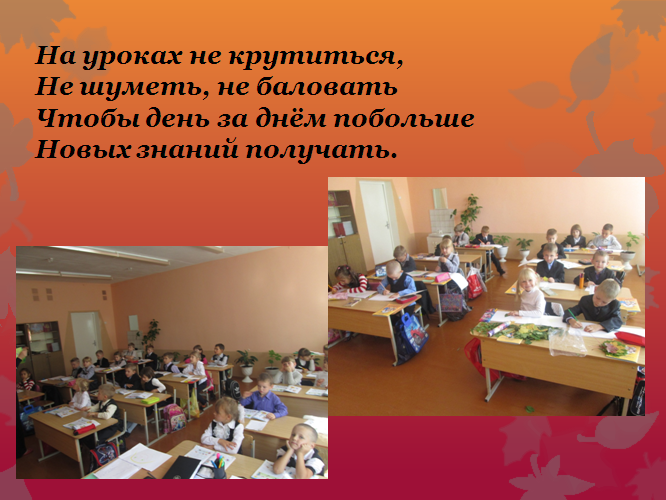 На уроках не крутиться,
Не шуметь, не баловать
Чтобы день за днём побольше
Новых знаний получать.